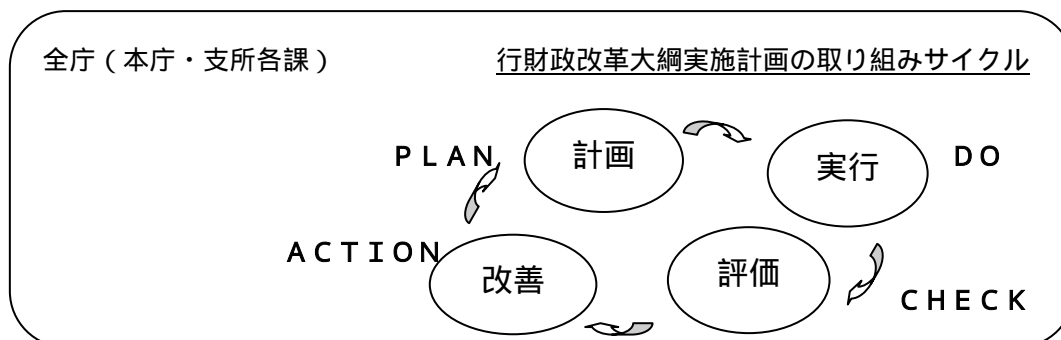 全庁（本庁・支所各課）
行財政改革大綱実施計画の取り組みサイクル
ＰＬＡＮ
計画
実行
ＤＯ
ＡＣＴＩＯＮ
改善
評価
ＣＨＥＣＫ